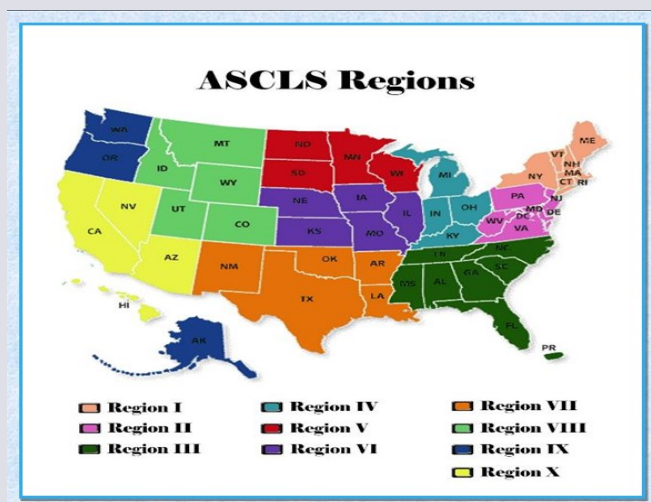 ASCLS Regions
WA
OR
MT
ID
WY
UT
CO
NV
CA
AZ
HI
AK
ND
SD
MN
WI
NE
KS
IA
MO
IL
MI
IN
OH
KY
NM
TX
OK
AR
LA
TN
NC
SC
MS
AL
GA
FL
PR
ME
VT
NH
MA
CT RI
NY
PA
NJ
MD
DE
DC
WV
VA
Region I
Region II
Region III
Region IV
Region V
Region VI
Region VII
Region VIII
Region IX
Region X